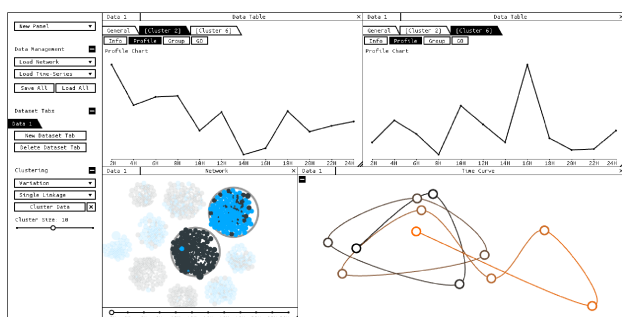 New Panel
Data Management
Load Network
Load Time-Series
Save All Load All
Dataset Tabs
Data 1
New Dataset Tab
Delete Dataset Tab
Clustering
Variation
Single Linkage
Cluster Data ×
Cluster Size: 10
Data 1 Data Table ×
General [Cluster 2] [Cluster 6]
Info Profile Group GO
Profile Chart
2H 4H 6H 8H 10H 12H 14H 16H 18H 20H 22H 24H
Data 1 Data Table ×
General [Cluster 2] [Cluster 6]
Info Profile Group GO
Profile Chart
2H 4H 6H 8H 10H 12H 14H 16H 18H 20H 22H 24H
Data 1 Network ×
Data 1 Time Curve ×